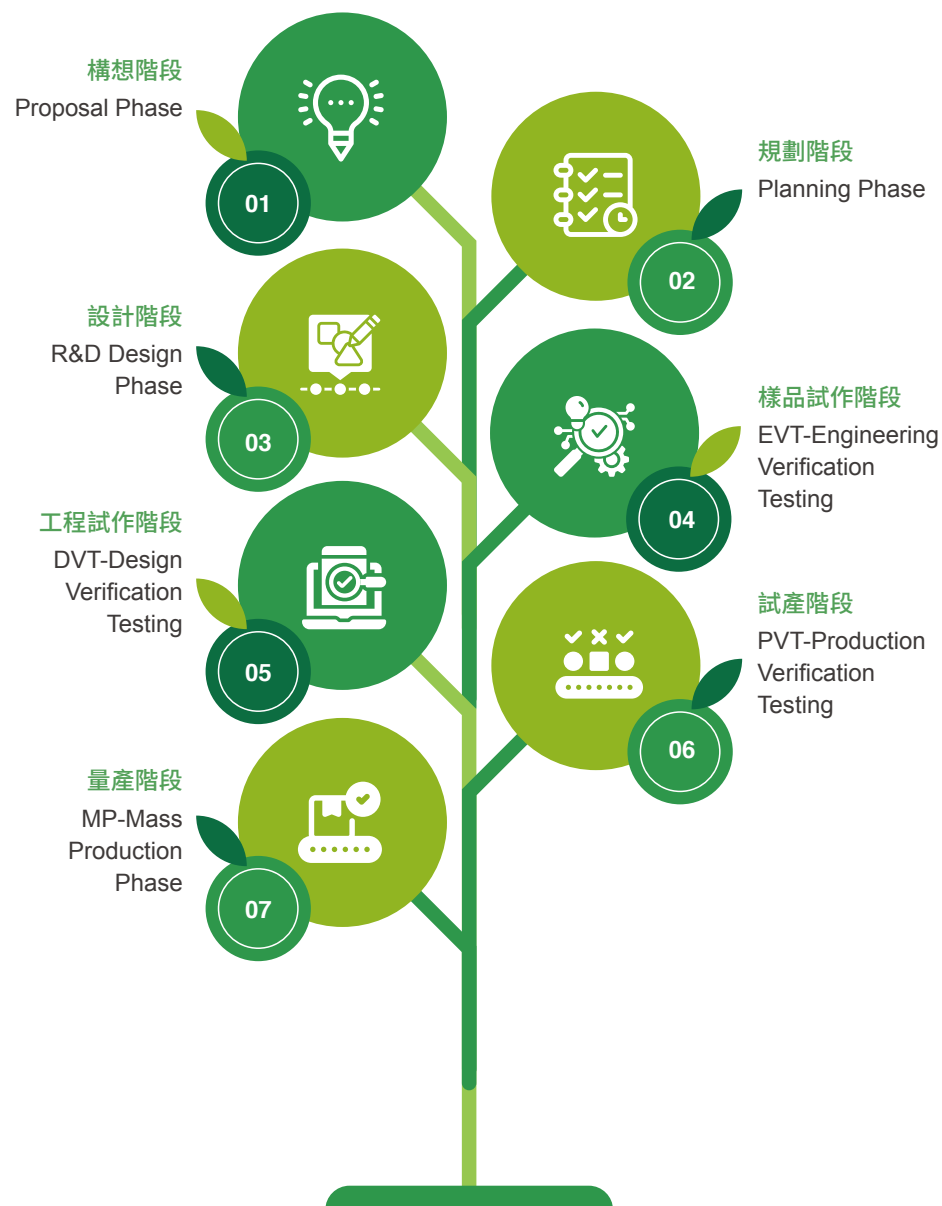 構想階段
Proposal Phase
01
規劃階段
Planning Phase
02
設計階段
R&D Design
Phase
03
樣品試作階段
EVT-Engineering
Verification
Testing
04
工程試作階段
DVT-Design
Verification
Testing
05
試產階段
PVT-Production
Verification
Testing
06
量產階段
MP-Mass
Production
Phase
07